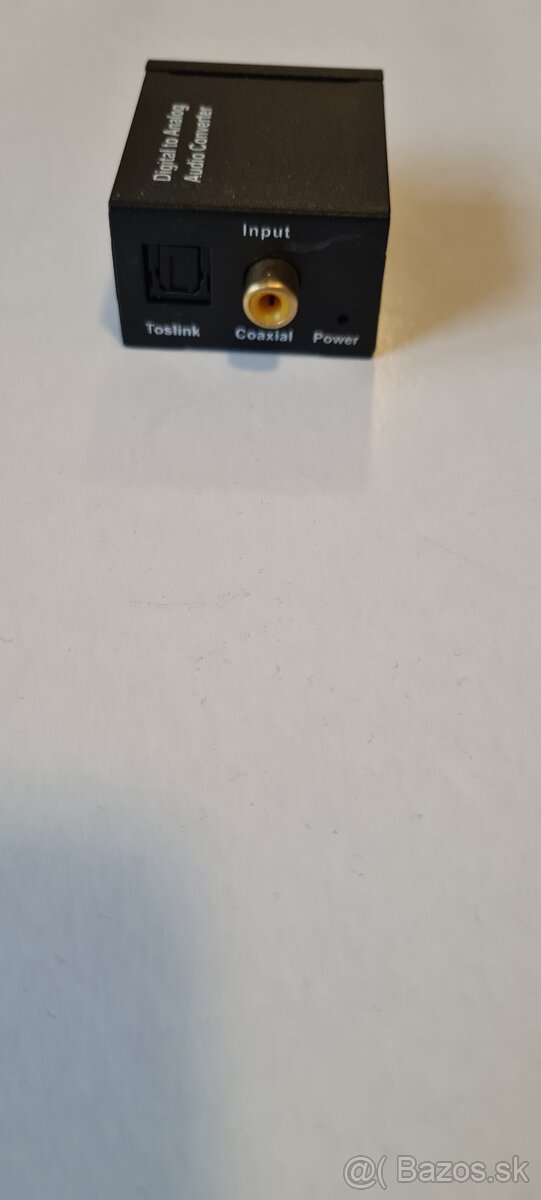 Digital to Analog
Audio Converter
Input
Toslink Coaxial Power
@( Bazos.sk